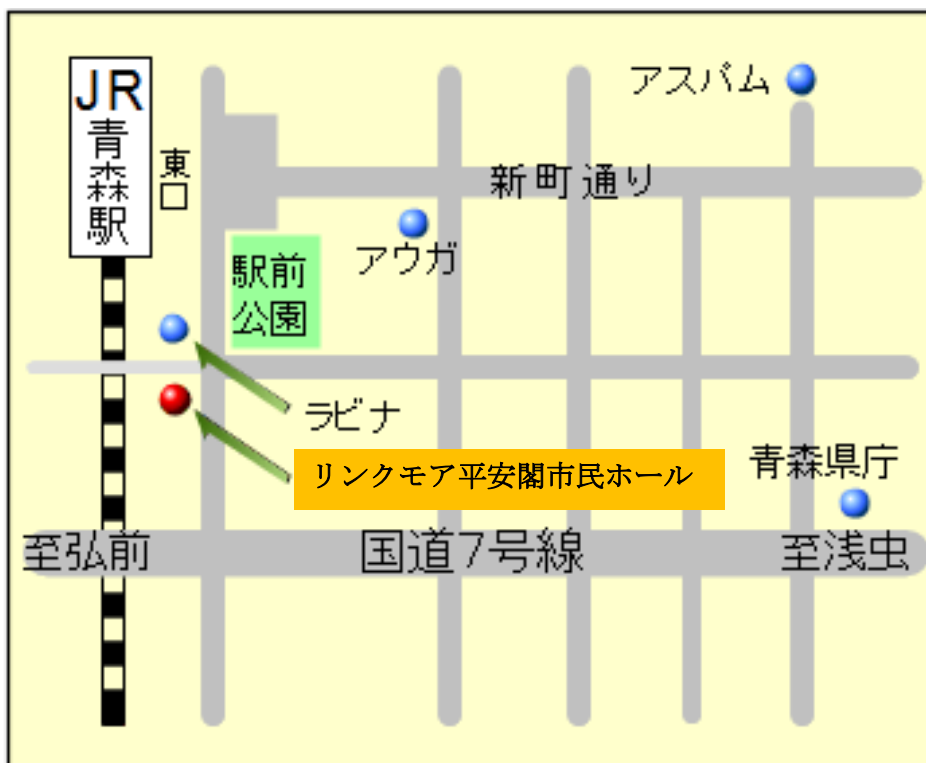 JR
青森駅
東口
アスパム
新町通り
アウガ
駅前
公園
ラビナ
リンクモア平安閣市民ホール
青森県庁
至弘前
国道7号線
至浅虫